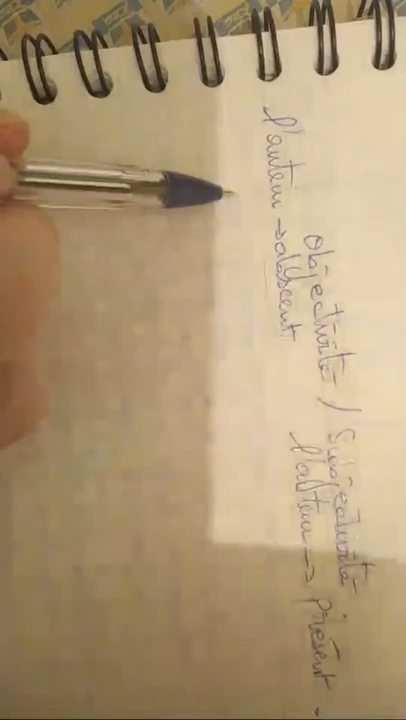 Objectivité / Subjectivité
l'auteur → absent l'auteur → présent